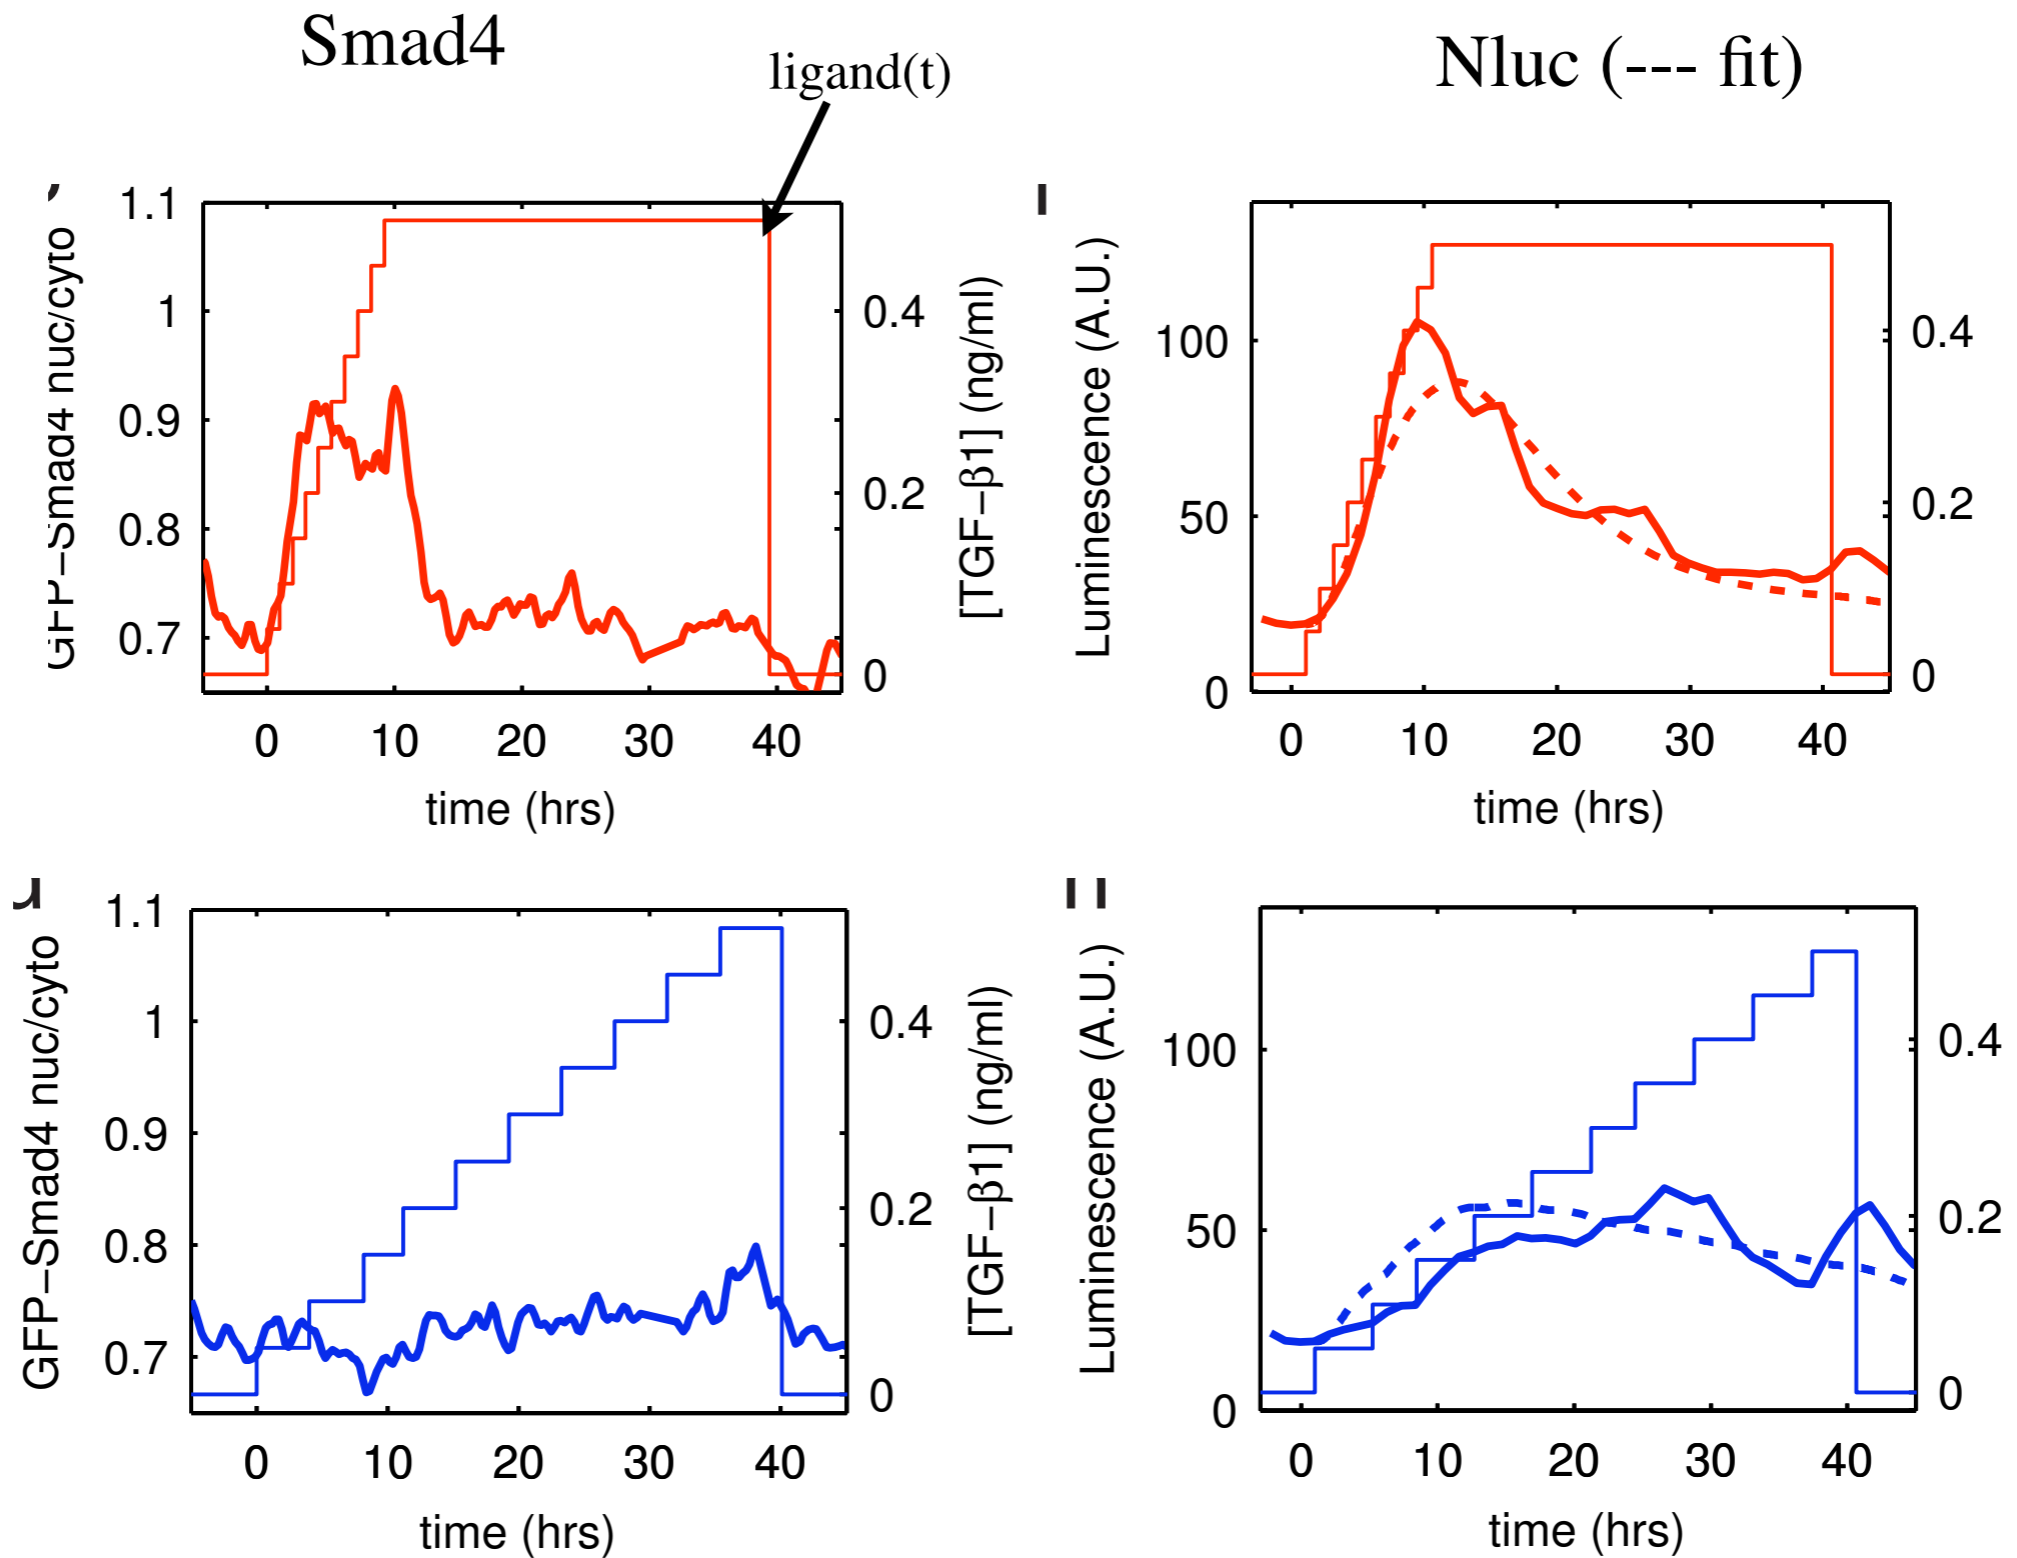 Smad4
ligand(t)
Nluc (--- fit)
1.1
1
0.9
0.8
0.7
GFP–Smad4 nuc/cyto
0.4
0.2
0
[TGF–β1] (ng/ml)
0 10 20 30 40
time (hrs)
100
50
0
Luminescence (A.U.)
0.4
0.2
0
0 10 20 30 40
time (hrs)
1.1
1
0.9
0.8
0.7
GFP–Smad4 nuc/cyto
0.4
0.2
0
[TGF–β1] (ng/ml)
0 10 20 30 40
time (hrs)
100
50
0
Luminescence (A.U.)
0.4
0.2
0
0 10 20 30 40
time (hrs)